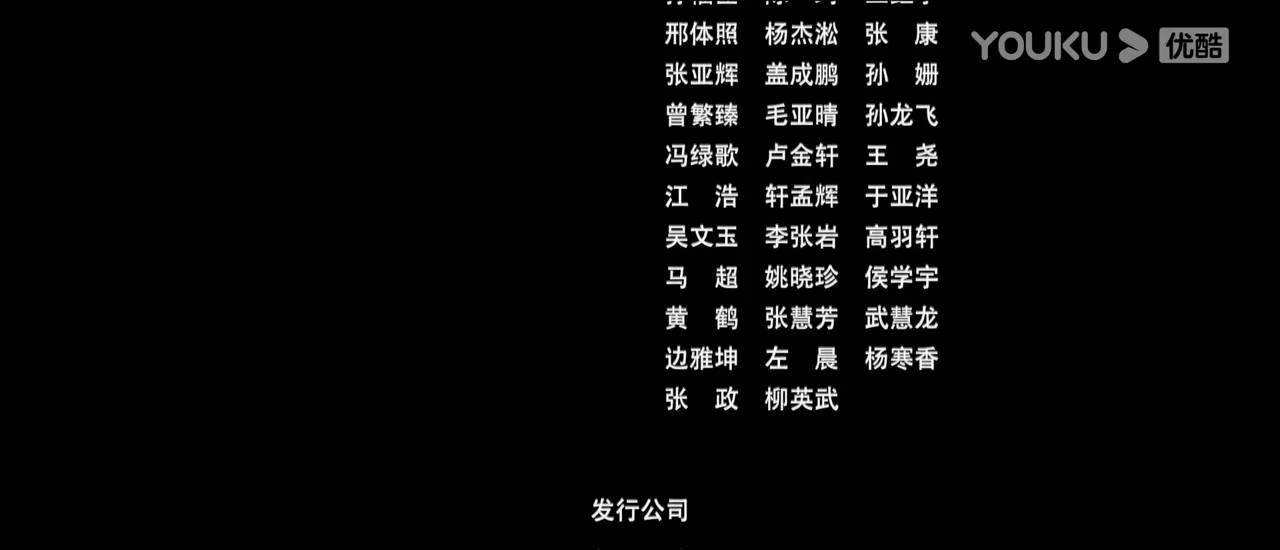 YOUKU 优酷
邢体照 杨杰淞 张 康
张亚辉 盖成鹏 孙 姗
曾繁臻 毛亚晴 孙龙飞
冯绿歌 卢金轩 王 尧
江 浩 轩孟辉 于亚洋
吴文玉 李张岩 高羽轩
马 超 姚晓珍 侯学宇
黄 鹤 张慧芳 武慧龙
边雅坤 左 晨 杨寒香
张 政 柳英武
发行公司